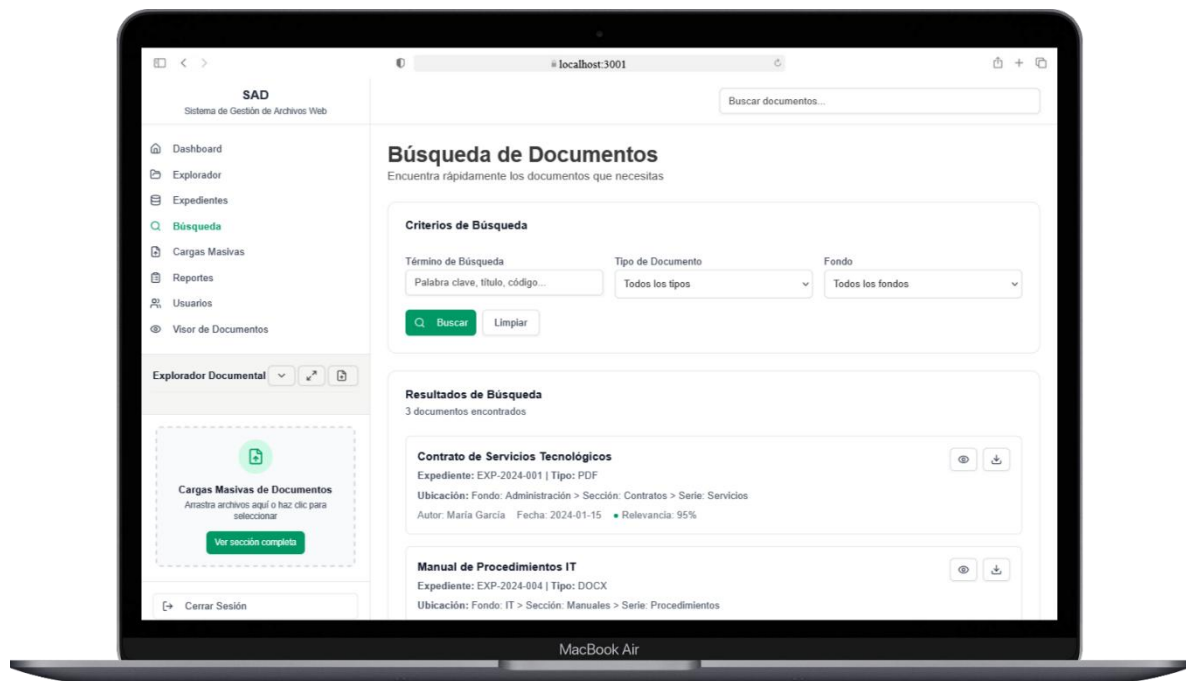 localhost:3001
SAD
Sistema de Gestión de Archivos Web
Buscar documentos...
Dashboard
Explorador
Expedientes
Búsqueda
Cargas Masivas
Reportes
Usuarios
Visor de Documentos
Explorador Documental
Cargas Masivas de Documentos
Arrastra archivos aquí o haz clic para
seleccionar
Ver sección completa
Cerrar Sesión
Búsqueda de Documentos
Encuentra rápidamente los documentos que necesitas
Criterios de Búsqueda
Término de Búsqueda
Palabra clave, título, código...
Tipo de Documento
Todos los tipos
Fondo
Todos los fondos
Buscar
Limpiar
Resultados de Búsqueda
3 documentos encontrados
Contrato de Servicios Tecnológicos
Expediente: EXP-2024-001 | Tipo: PDF
Ubicación: Fondo: Administración > Sección: Contratos > Serie: Servicios
Autor: María García Fecha: 2024-01-15 • Relevancia: 95%
Manual de Procedimientos IT
Expediente: EXP-2024-004 | Tipo: DOCX
Ubicación: Fondo: IT > Sección: Manuales > Serie: Procedimientos
MacBook Air